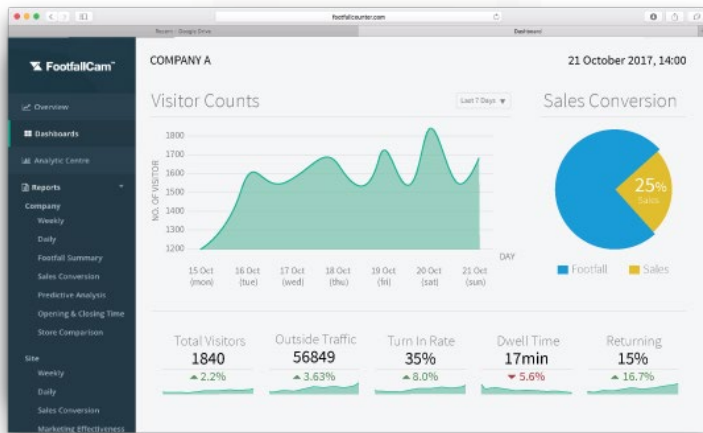 footfallcounter.com
Recent - Google Drive
Dashboard
FootfallCam™
Overview
Dashboards
Analytic Centre
Reports
Company
Weekly
Daily
Footfall Summary
Sales Conversion
Predictive Analysis
Opening & Closing Time
Store Comparison
Site
Weekly
Daily
Sales Conversion
Marketing Effectiveness
COMPANY A
21 October 2017, 14:00
Visitor Counts
Last 7 Days
NO. OF VISITOR
1800
1700
1600
1500
1400
1300
1200
15 Oct 16 Oct 17 Oct 18 Oct 19 Oct 20 Oct 21 Oct
(mon) (tue) (wed) (thu) (fri) (sat) (sun)
DAY
Sales Conversion
25%
Sales
Footfall Sales
Total Visitors
1840
2.2%
Outside Traffic
56849
3.63%
Turn In Rate
35%
8.0%
Dwell Time
17min
5.6%
Returning
15%
16.7%